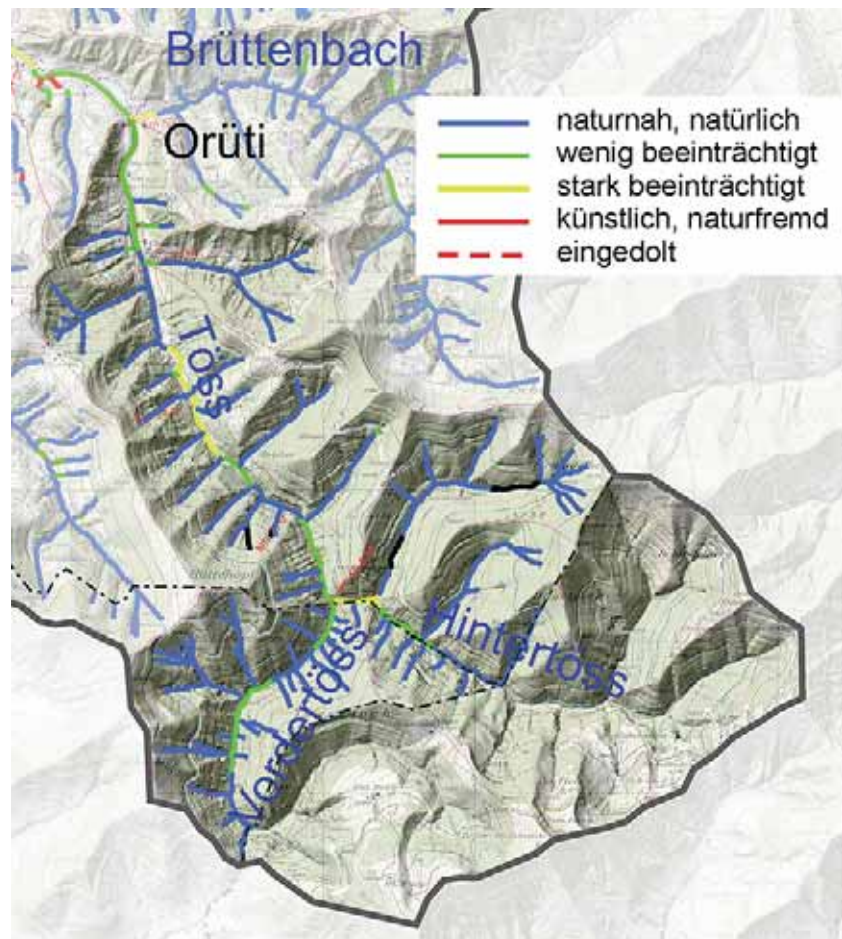 Brüttenbach
Orüti
naturnah, natürlich
wenig beeinträchtigt
stark beeinträchtigt
künstlich, naturfremd
eingedolt
Töss
Hintertöss
Vordertöss